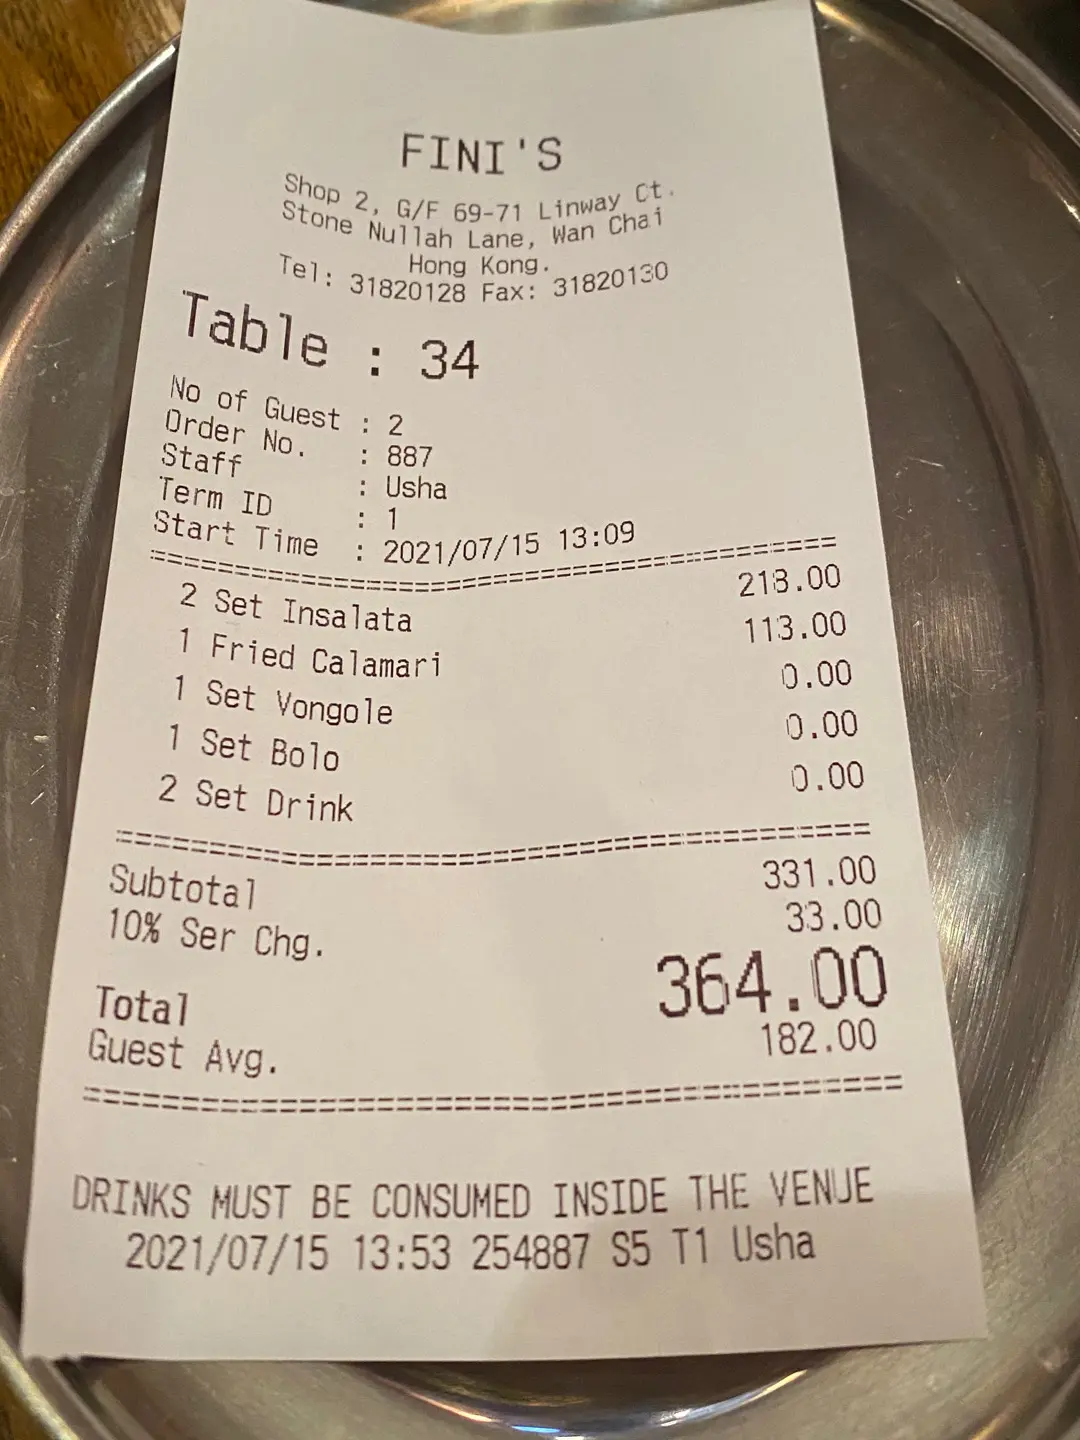 FINI'S
Shop 2, G/F 69-71 Linway Ct.
Stone Nullah Lane, Wan Chai
Hong Kong.
Tel: 31820128 Fax: 31820130
Table : 34
No of Guest : 2
Order No. : 887
Staff : Usha
Term ID : 1
Start Time : 2021/07/15 13:09
2 Set Insalata 218.00
1 Fried Calamari 113.00
1 Set Vongole 0.00
1 Set Bolo 0.00
2 Set Drink 0.00
Subtotal 331.00
10% Ser Chg. 33.00
Total 364.00
Guest Avg. 182.00
DRINKS MUST BE CONSUMED INSIDE THE VENUE
2021/07/15 13:53 254887 S5 T1 Usha